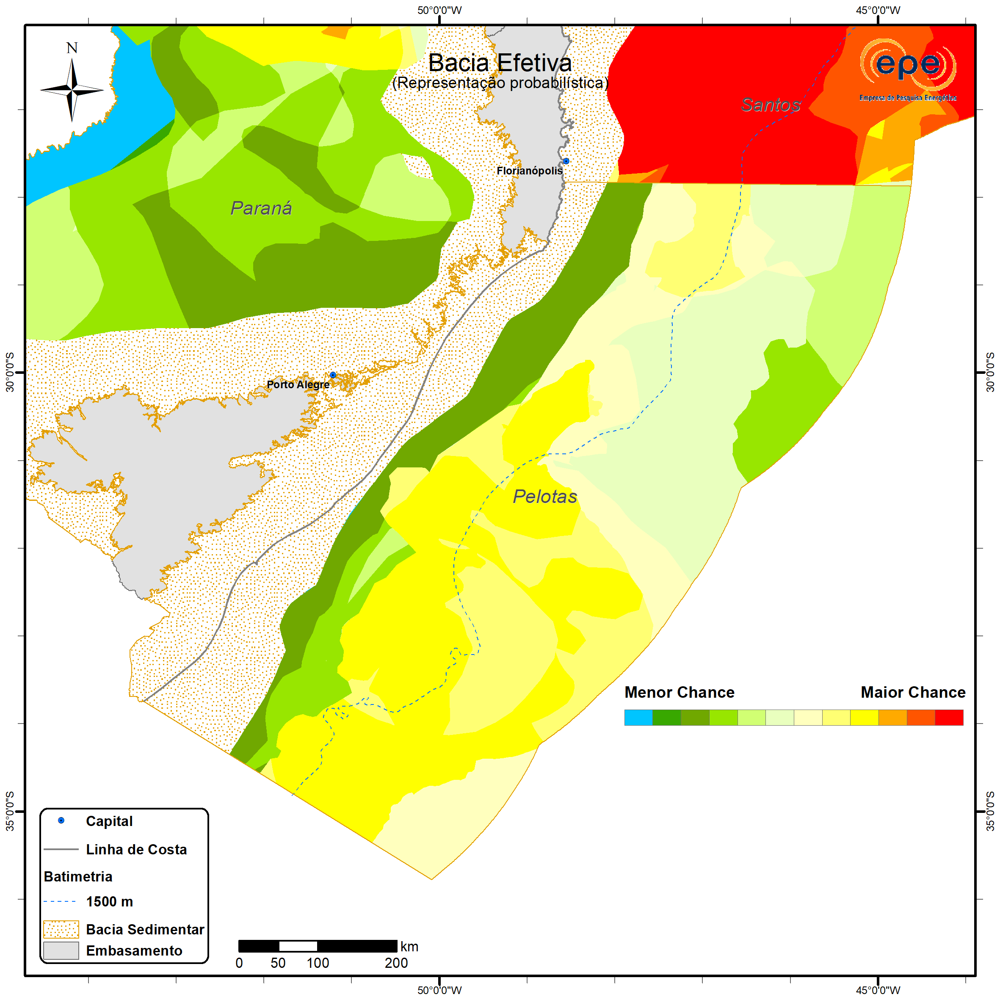 50°0'0"W
45°0'0"W
N
Bacia Efetiva
(Representação probabilística)
epe
Empresa de Pesquisa Energética
Santos
Florianópolis
Paraná
30°0'0"S
30°0'0"S
Porto Alegre
Pelotas
Menor Chance
Maior Chance
35°0'0"S
35°0'0"S
Capital
Linha de Costa
Batimetria
1500 m
Bacia Sedimentar
Embasamento
km
0 50 100 200
50°0'0"W
45°0'0"W